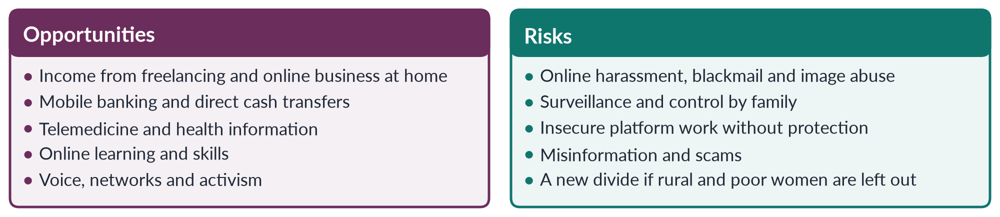 Opportunities
• Income from freelancing and online business at home
• Mobile banking and direct cash transfers
• Telemedicine and health information
• Online learning and skills
• Voice, networks and activism
Risks
• Online harassment, blackmail and image abuse
• Surveillance and control by family
• Insecure platform work without protection
• Misinformation and scams
• A new divide if rural and poor women are left out